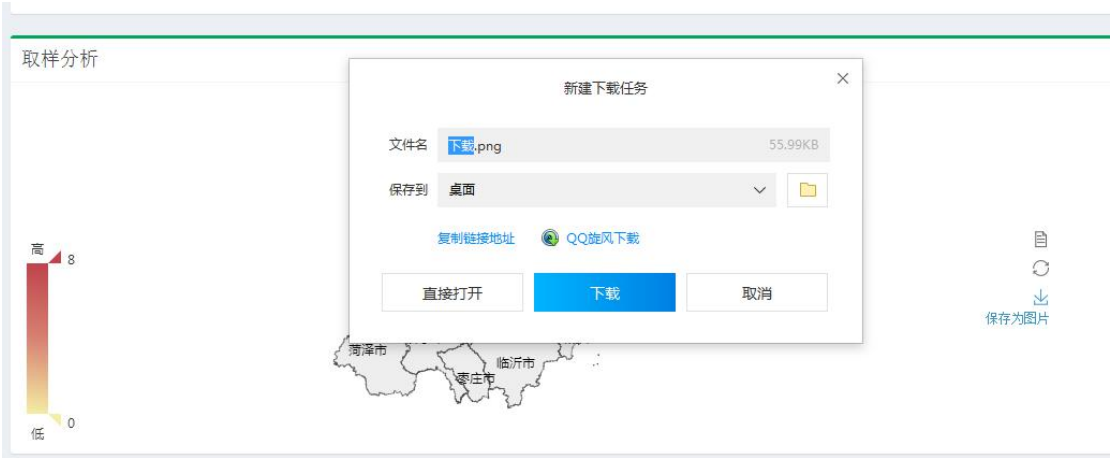 取样分析
新建下载任务
文件名 下载.png 55.99KB
保存到 桌面
复制链接地址 QQ旋风下载
直接打开 下载 取消
高
8
保存为图片
菏泽市
临沂市
枣庄市
0
低